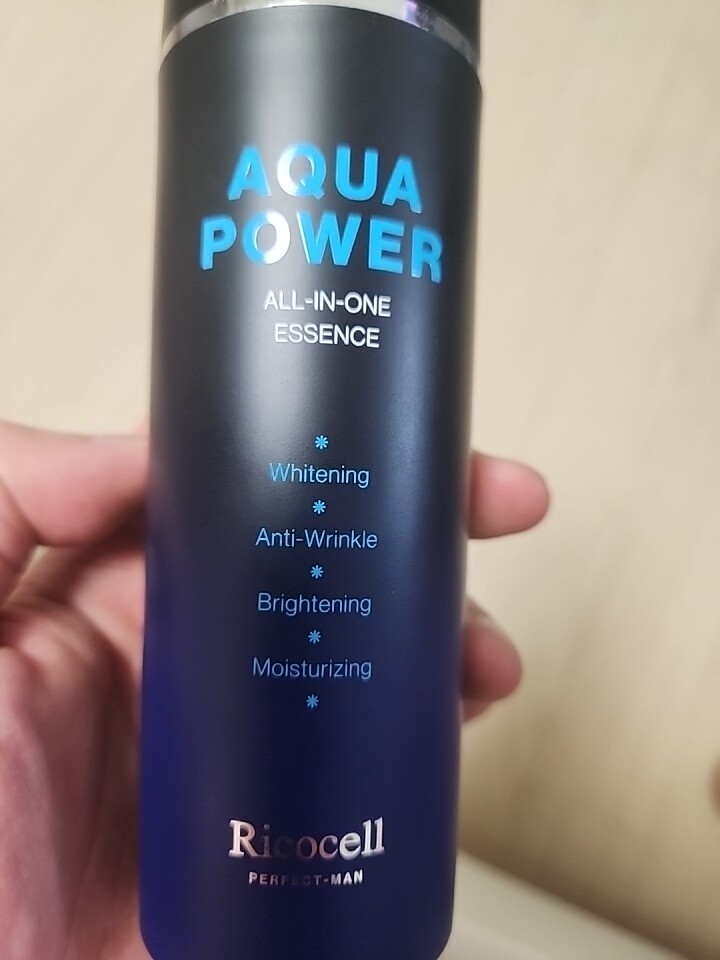 AQUA
POWER
ALL-IN-ONE
ESSENCE
Whitening
Anti-Wrinkle
Brightening
Moisturizing
Ricocell
PERFECT-MAN